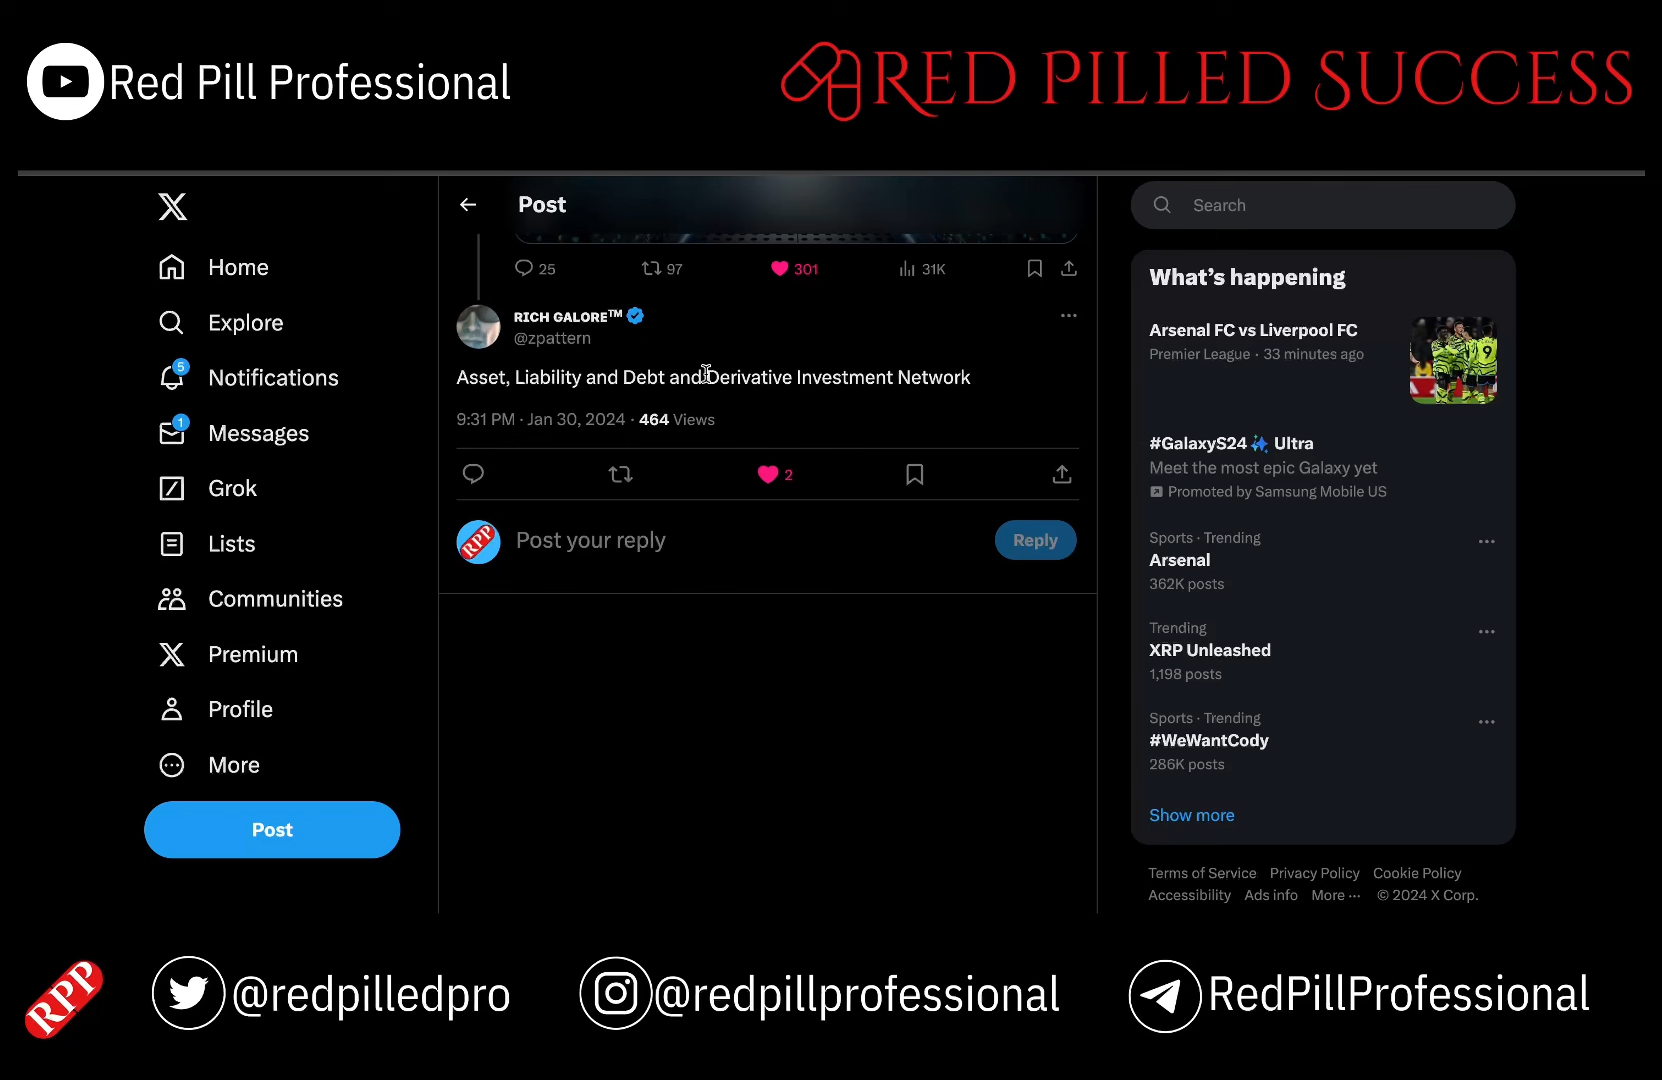 Red Pill Professional
RED PILLED SUCCESS
Post
Search
25 97 301 31K
Home
Explore
5
Notifications
1
Messages
Grok
Lists
Communities
Premium
Profile
More
Post
RICH GALORE™
@zpattern
Asset, Liability and Debt and Derivative Investment Network
9:31 PM · Jan 30, 2024 · 464 Views
2
RPP
Post your reply
Reply
What's happening
Arsenal FC vs Liverpool FC
Premier League · 33 minutes ago
#GalaxyS24 Ultra
Meet the most epic Galaxy yet
Promoted by Samsung Mobile US
Sports · Trending
Arsenal
362K posts
Trending
XRP Unleashed
1,198 posts
Sports · Trending
#WeWantCody
286K posts
Show more
Terms of Service Privacy Policy Cookie Policy
Accessibility Ads info More ··· © 2024 X Corp.
RPP
@redpilledpro
@redpillprofessional
RedPillProfessional